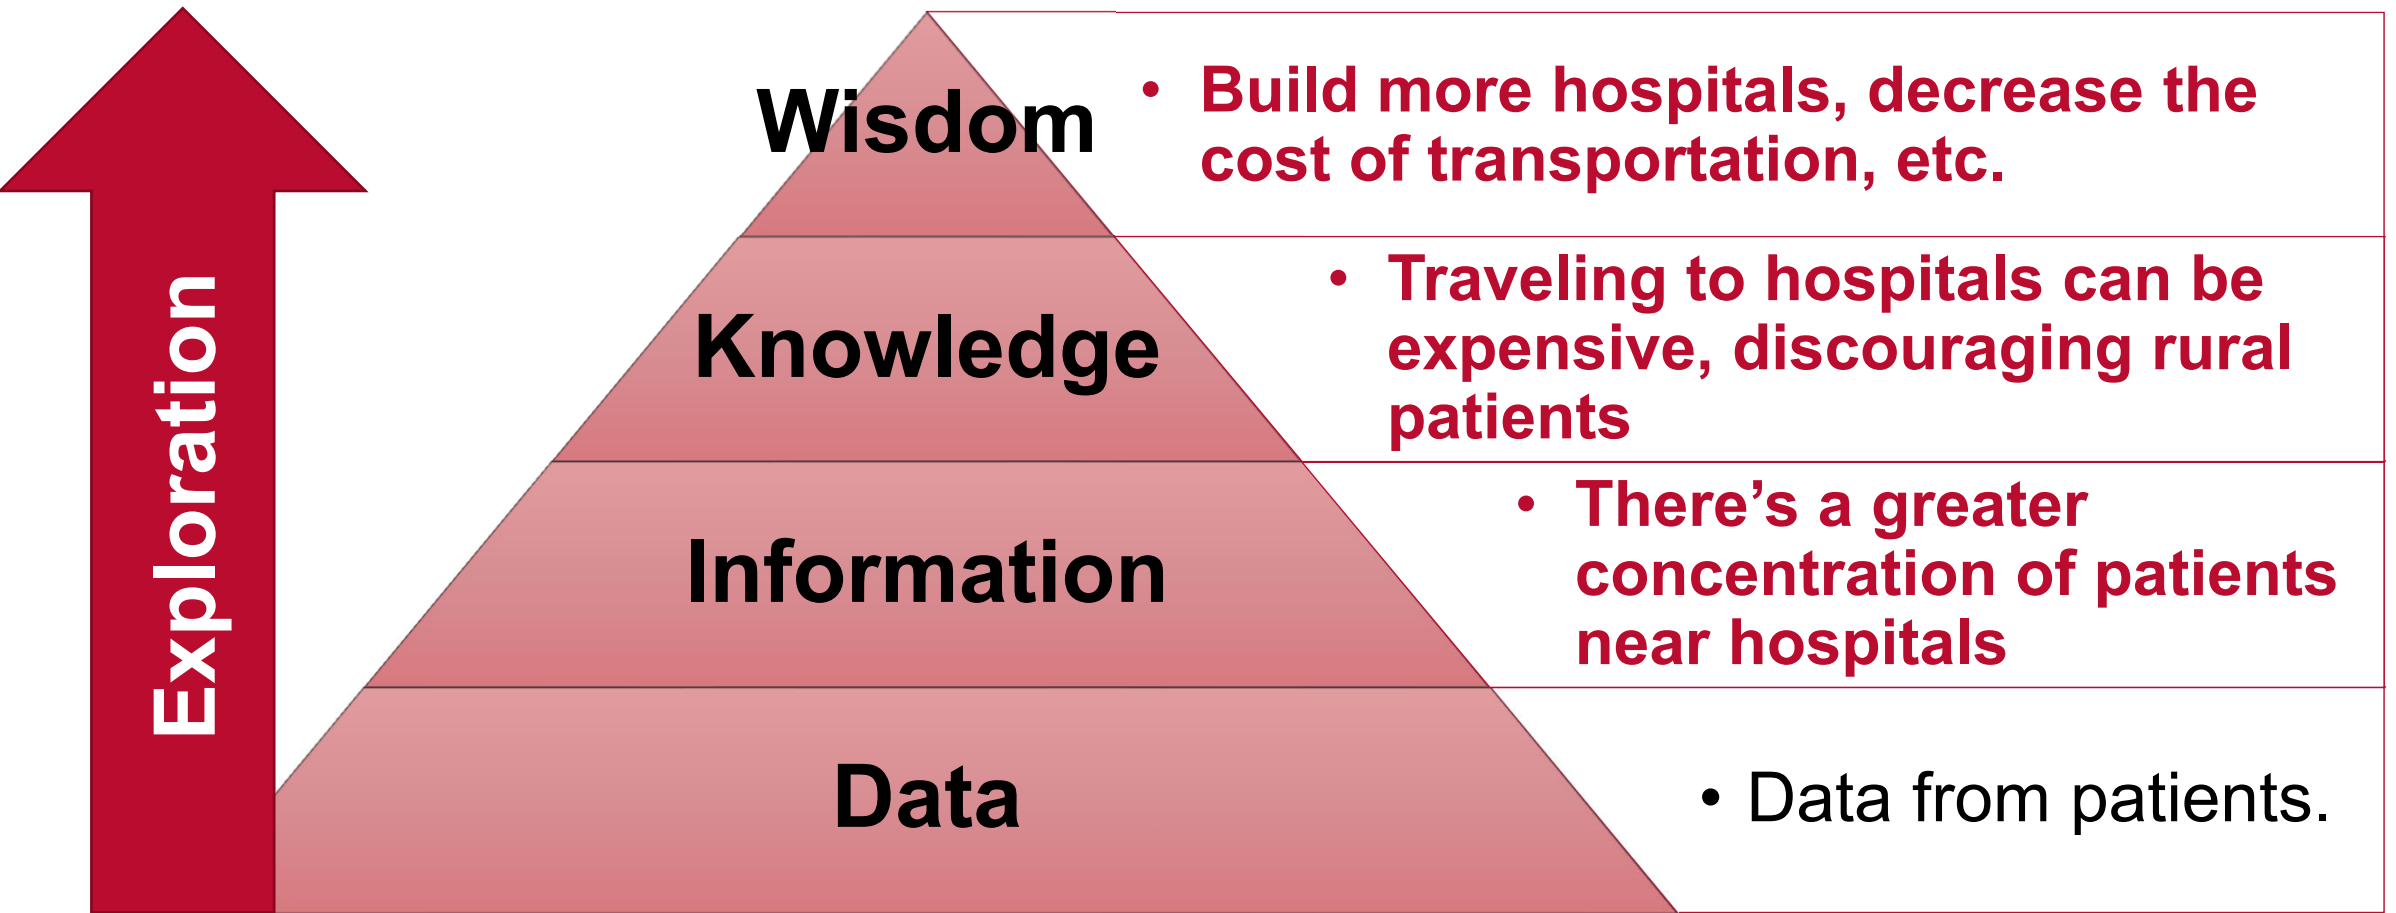 Exploration
Wisdom
• Build more hospitals, decrease the
cost of transportation, etc.
Knowledge
• Traveling to hospitals can be
expensive, discouraging rural
patients
Information
• There’s a greater
concentration of patients
near hospitals
Data
• Data from patients.